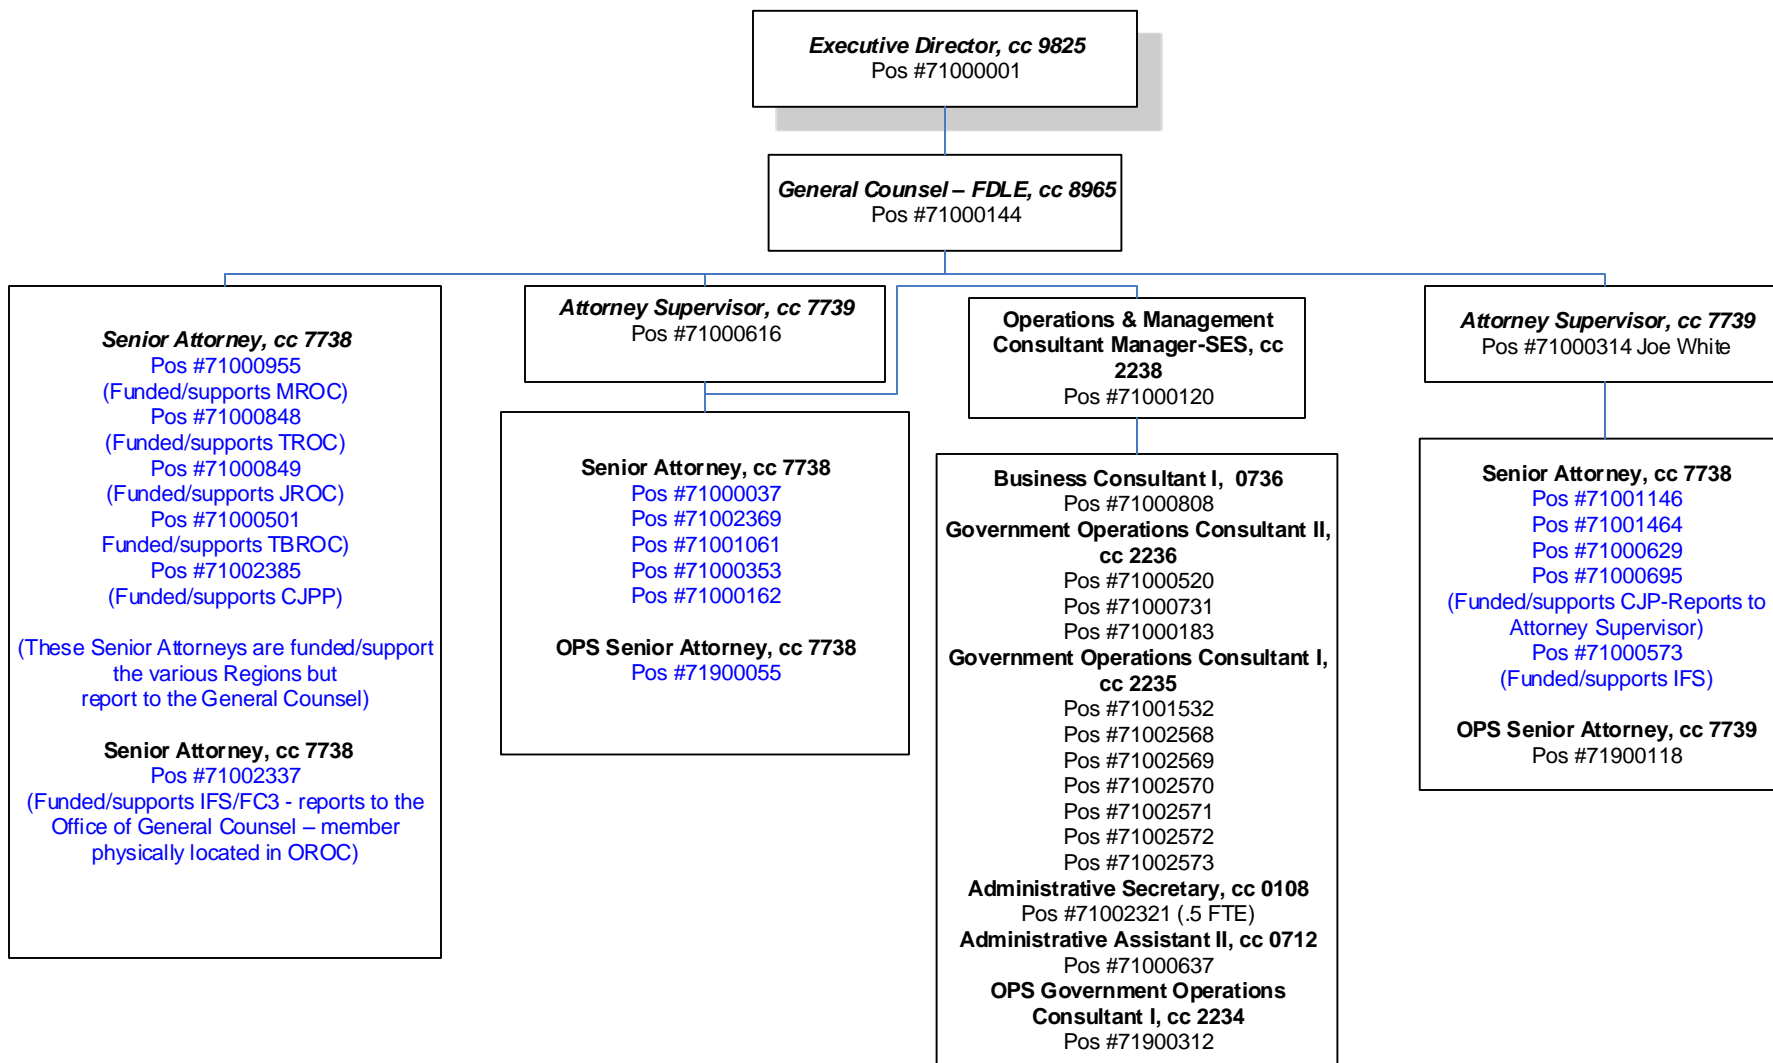 Executive Director, cc 9825
Pos #71000001
General Counsel – FDLE, cc 8965
Pos #71000144
Senior Attorney, cc 7738
Pos #71000955
(Funded/supports MROC)
Pos #71000848
(Funded/supports TROC)
Pos #71000849
(Funded/supports JROC)
Pos #71000501
Funded/supports TBROC)
Pos #71002385
(Funded/supports CJPP)
(These Senior Attorneys are funded/support
the various Regions but
report to the General Counsel)
Senior Attorney, cc 7738
Pos #71002337
(Funded/supports IFS/FC3 - reports to the
Office of General Counsel – member
physically located in OROC)
Attorney Supervisor, cc 7739
Pos #71000616
Senior Attorney, cc 7738
Pos #71000037
Pos #71002369
Pos #71001061
Pos #71000353
Pos #71000162
OPS Senior Attorney, cc 7738
Pos #71900055
Operations & Management
Consultant Manager-SES, cc
2238
Pos #71000120
Business Consultant I,  0736
Pos #71000808
Government Operations Consultant II,
cc 2236
Pos #71000520
Pos #71000731
Pos #71000183
Government Operations Consultant I,
cc 2235
Pos #71001532
Pos #71002568
Pos #71002569
Pos #71002570
Pos #71002571
Pos #71002572
Pos #71002573
Administrative Secretary, cc 0108
Pos #71002321 (.5 FTE)
Administrative Assistant II, cc 0712
Pos #71000637
OPS Government Operations
Consultant I, cc 2234
Pos #71900312
Attorney Supervisor, cc 7739
Pos #71000314 Joe White
Senior Attorney, cc 7738
Pos #71001146
Pos #71001464
Pos #71000629
Pos #71000695
(Funded/supports CJP-Reports to
Attorney Supervisor)
Pos #71000573
(Funded/supports IFS)
OPS Senior Attorney, cc 7739
Pos #71900118